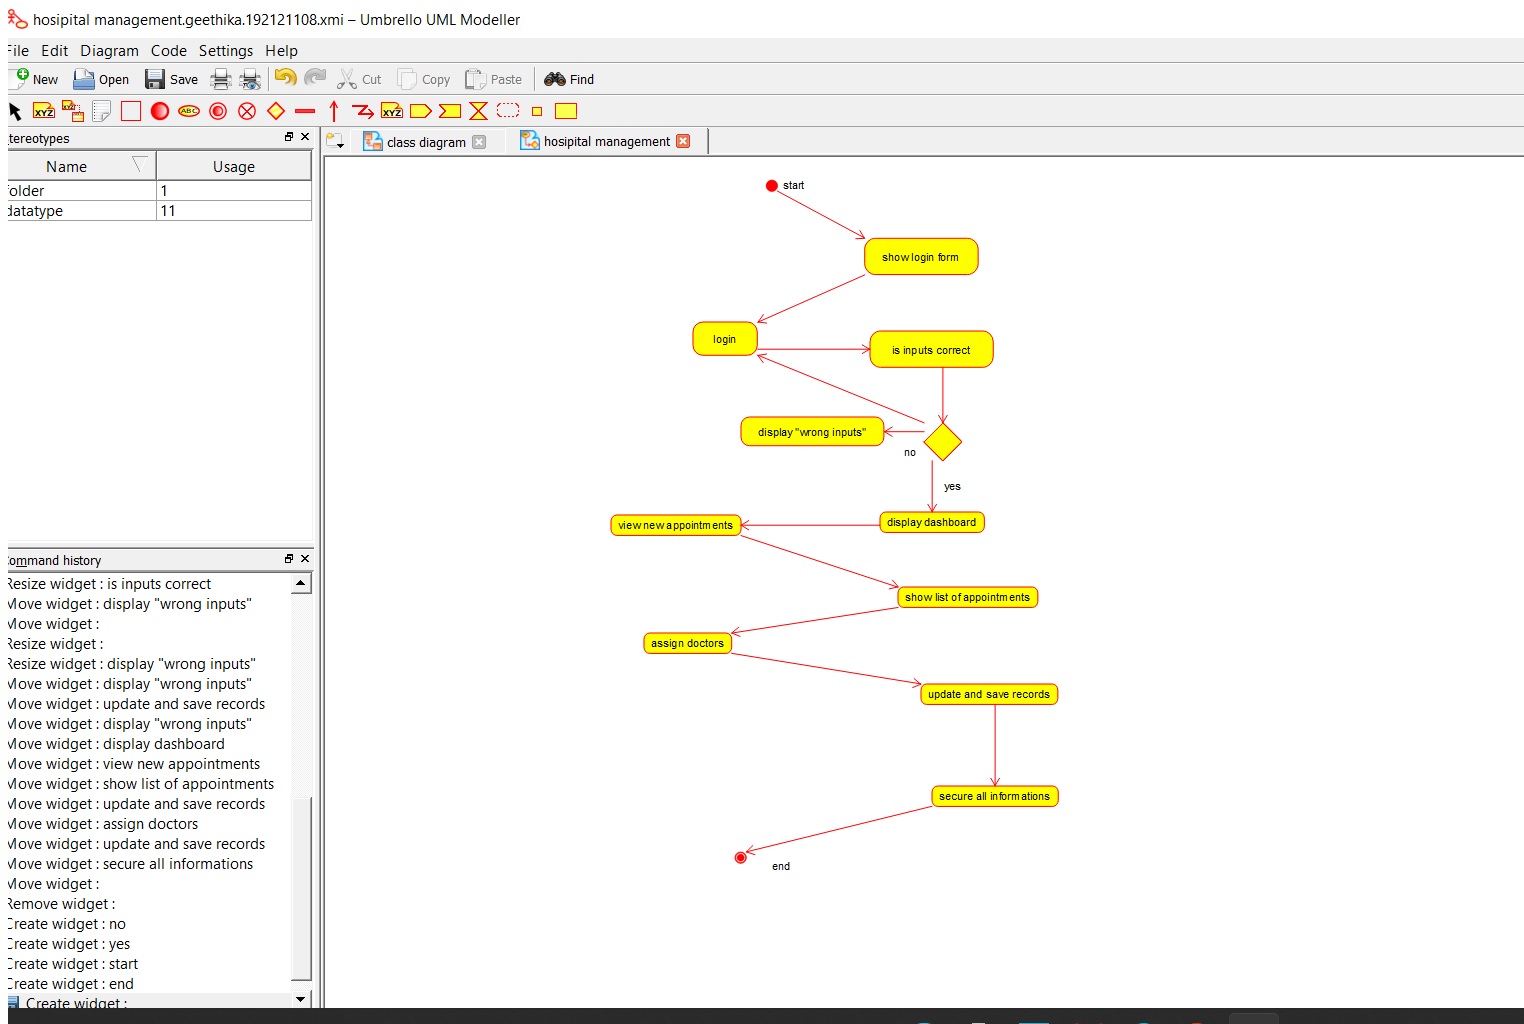 hosipital management.geethika.192121108.xmi – Umbrello UML Modeller
File Edit Diagram Code Settings Help
New Open Save Cut Copy Paste Find
XYZ XYZ ABC XYZ
tereotypes
class diagram hosipital management
Name Usage
folder 1
datatype 11
start
show login form
login
is inputs correct
display "wrong inputs"
no
yes
display dashboard
view new appointments
show list of appointments
assign doctors
update and save records
secure all informations
end
ommand history
Resize widget : is inputs correct
Move widget : display "wrong inputs"
Move widget :
Resize widget :
Resize widget : display "wrong inputs"
Move widget : display "wrong inputs"
Move widget : update and save records
Move widget : display "wrong inputs"
Move widget : display dashboard
Move widget : view new appointments
Move widget : show list of appointments
Move widget : update and save records
Move widget : assign doctors
Move widget : update and save records
Move widget : secure all informations
Move widget :
Remove widget :
Create widget : no
Create widget : yes
Create widget : start
Create widget : end
Create widget :